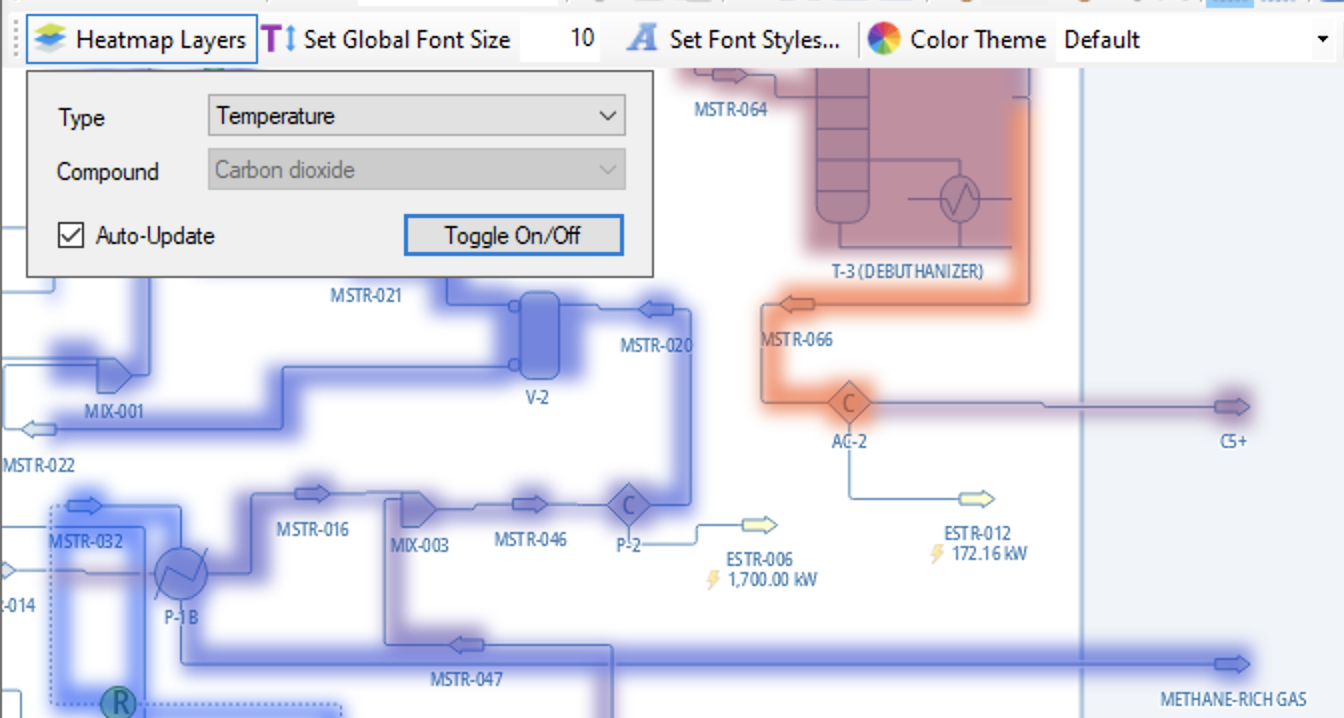 Heatmap Layers Set Global Font Size 10 Set Font Styles... Color Theme Default
Type Temperature
Compound Carbon dioxide
Auto-Update Toggle On/Off
MSTR-064
T-3 (DEBUTHANIZER)
MSTR-021
MSTR-020
MSTR-066
V-2
MIX-001
C
AC-2
C5+
MSTR-022
MSTR-016
MIX-003
MSTR-046
C
P-2
MSTR-032
ESTR-006
1,700.00 kW
ESTR-012
172.16 kW
-014
P-1B
MSTR-047
R
METHANE-RICH GAS